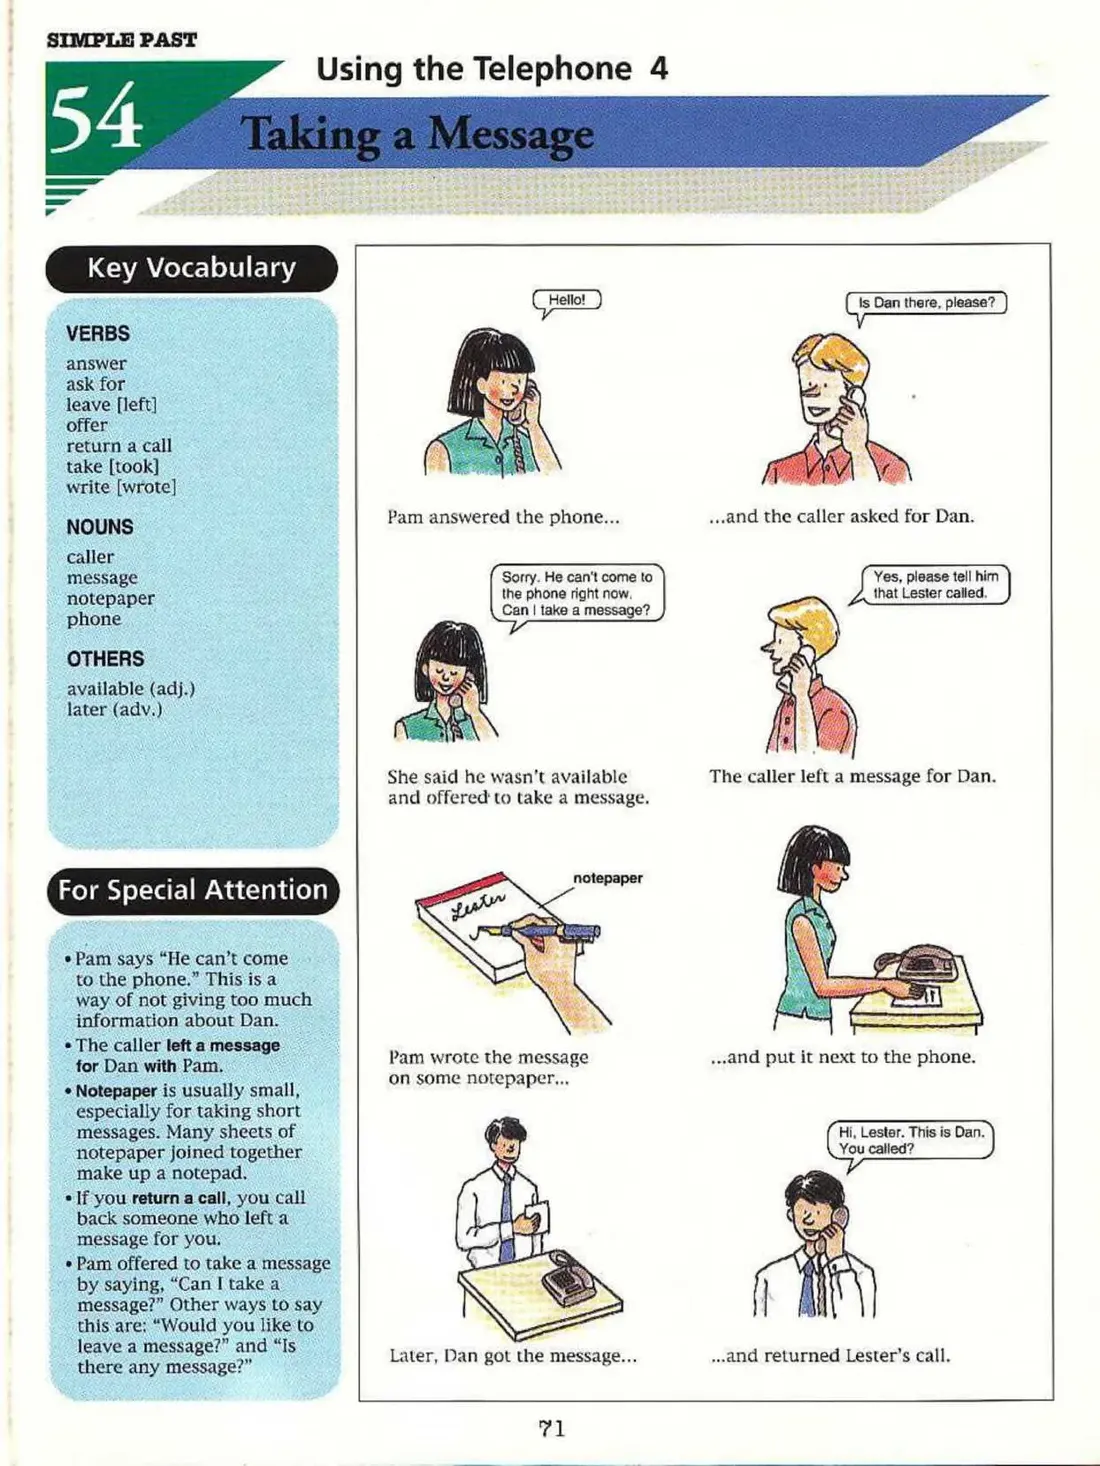 SIMPLE PAST
54
Using the Telephone 4
Taking a Message
Key Vocabulary
VERBS
answer
ask for
leave [left]
offer
return a call
take [took]
write [wrote]
NOUNS
caller
message
notepaper
phone
OTHERS
available (adj.)
later (adv.)
For Special Attention
• Pam says “He can’t come
to the phone.” This is a
way of not giving too much
information about Dan.
• The caller left a message
for Dan with Pam.
• Notepaper is usually small,
especially for taking short
messages. Many sheets of
notepaper joined together
make up a notepad.
• If you return a call, you call
back someone who left a
message for you.
• Pam offered to take a message
by saying, “Can I take a
message?” Other ways to say
this are: “Would you like to
leave a message?” and “Is
there any message?”
Hello!
Pam answered the phone...
Is Dan there, please?
...and the caller asked for Dan.
Sorry. He can't come to
the phone right now.
Can I take a message?
She said he wasn't available
and offered to take a message.
Yes, please tell him
that Lester called.
The caller left a message for Dan.
notepaper
Lester
Pam wrote the message
on some notepaper...
...and put it next to the phone.
Later, Dan got the message...
Hi, Lester. This is Dan.
You called?
...and returned Lester's call.
71